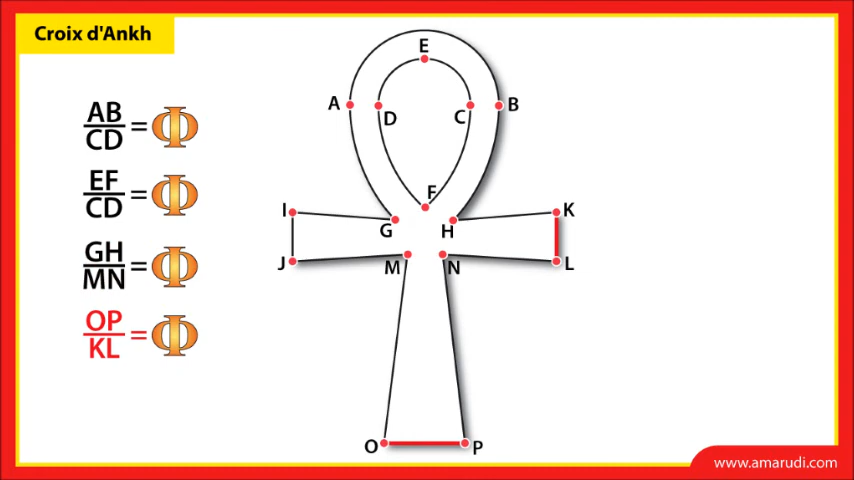 Croix d'Ankh
AB
CD
= Φ
EF
CD
= Φ
GH
MN
= Φ
OP
KL
= Φ
E
A
D
C
B
F
I
G
H
K
J
M
N
L
O
P
www.amarudi.com